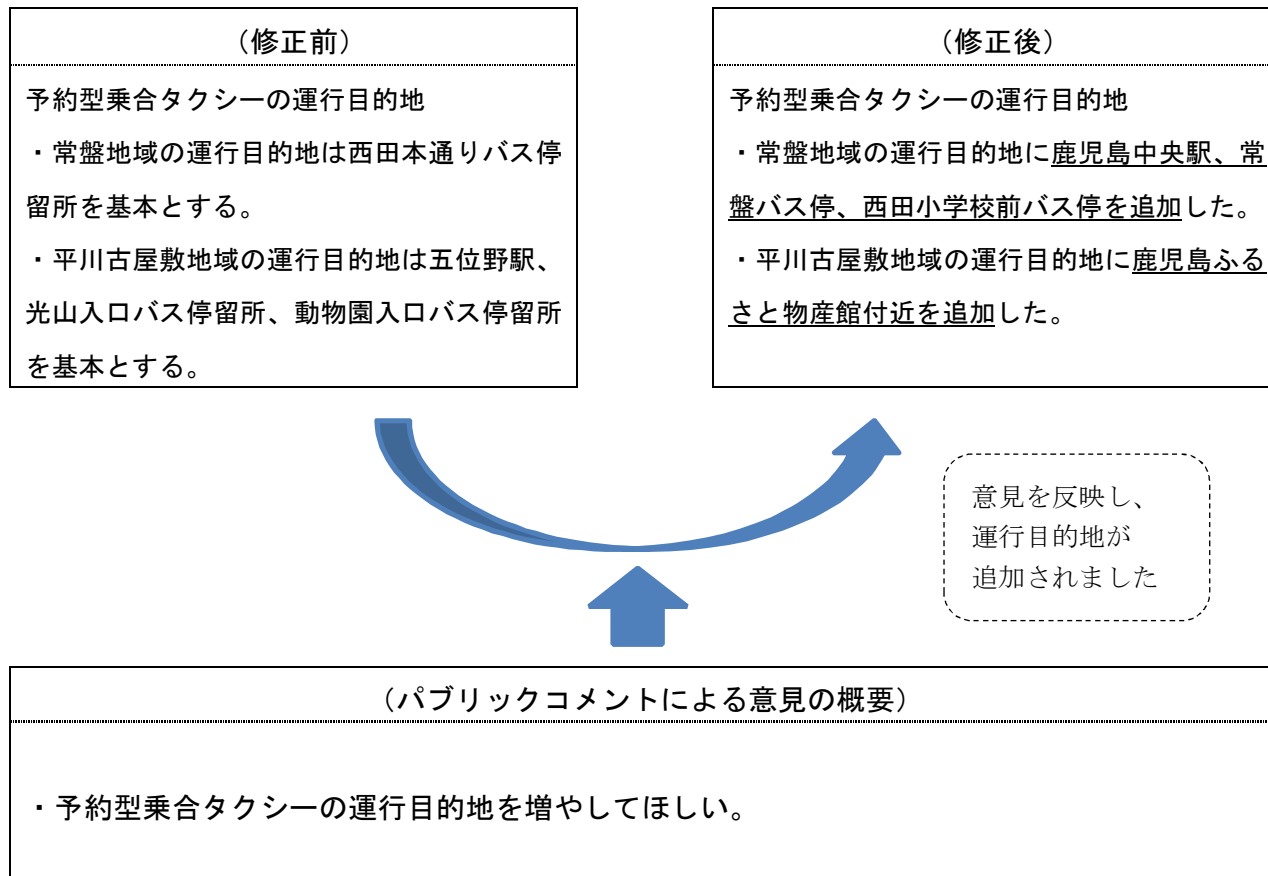 （修正前）
予約型乗合タクシーの運行目的地
・常盤地域の運行目的地は西田本通りバス停
留所を基本とする。
・平川古屋敷地域の運行目的地は五位野駅、
光山入口バス停留所、動物園入口バス停留所
を基本とする。
（修正後）
予約型乗合タクシーの運行目的地
・常盤地域の運行目的地に鹿児島中央駅、常
盤バス停、西田小学校前バス停を追加した。
・平川古屋敷地域の運行目的地に鹿児島ふる
さと物産館付近を追加した。
意見を反映し、
運行目的地が
追加されました
（パブリックコメントによる意見の概要）
・予約型乗合タクシーの運行目的地を増やしてほしい。